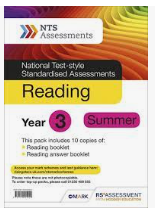 NTS
Assessments
National Test-style
Standardised Assessments
Reading
Year 3 Summer
This pack includes 10 copies of:
Reading booklet
Reading answer booklet
MARK
RS ASSESSMENT